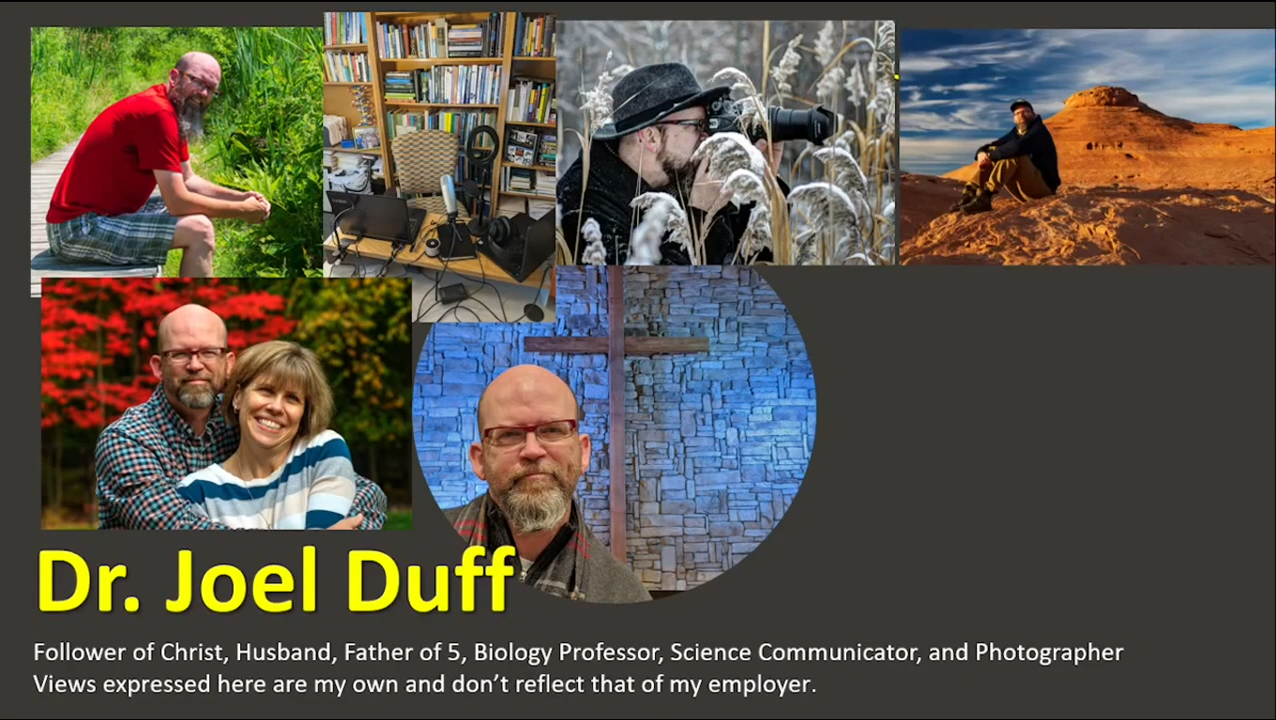 Dr. Joel Duff
Follower of Christ, Husband, Father of 5, Biology Professor, Science Communicator, and Photographer
Views expressed here are my own and don’t reflect that of my employer.